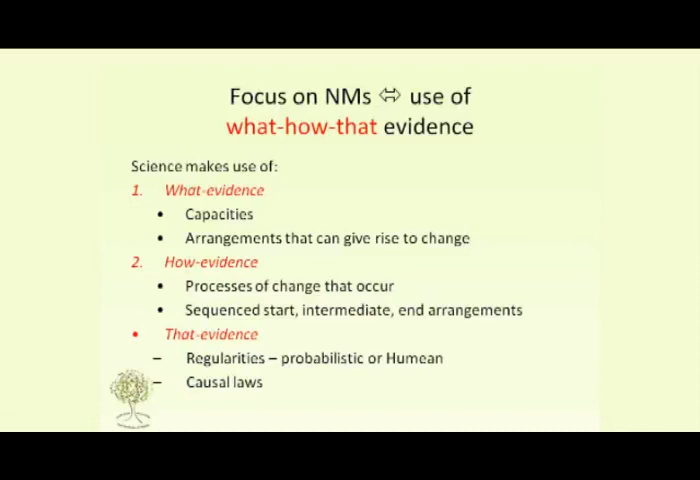 Focus on NMs ⇔ use of
what-how-that evidence
Science makes use of:
1. What-evidence
• Capacities
• Arrangements that can give rise to change
2. How-evidence
• Processes of change that occur
• Sequenced start, intermediate, end arrangements
• That-evidence
– Regularities – probabilistic or Humean
– Causal laws